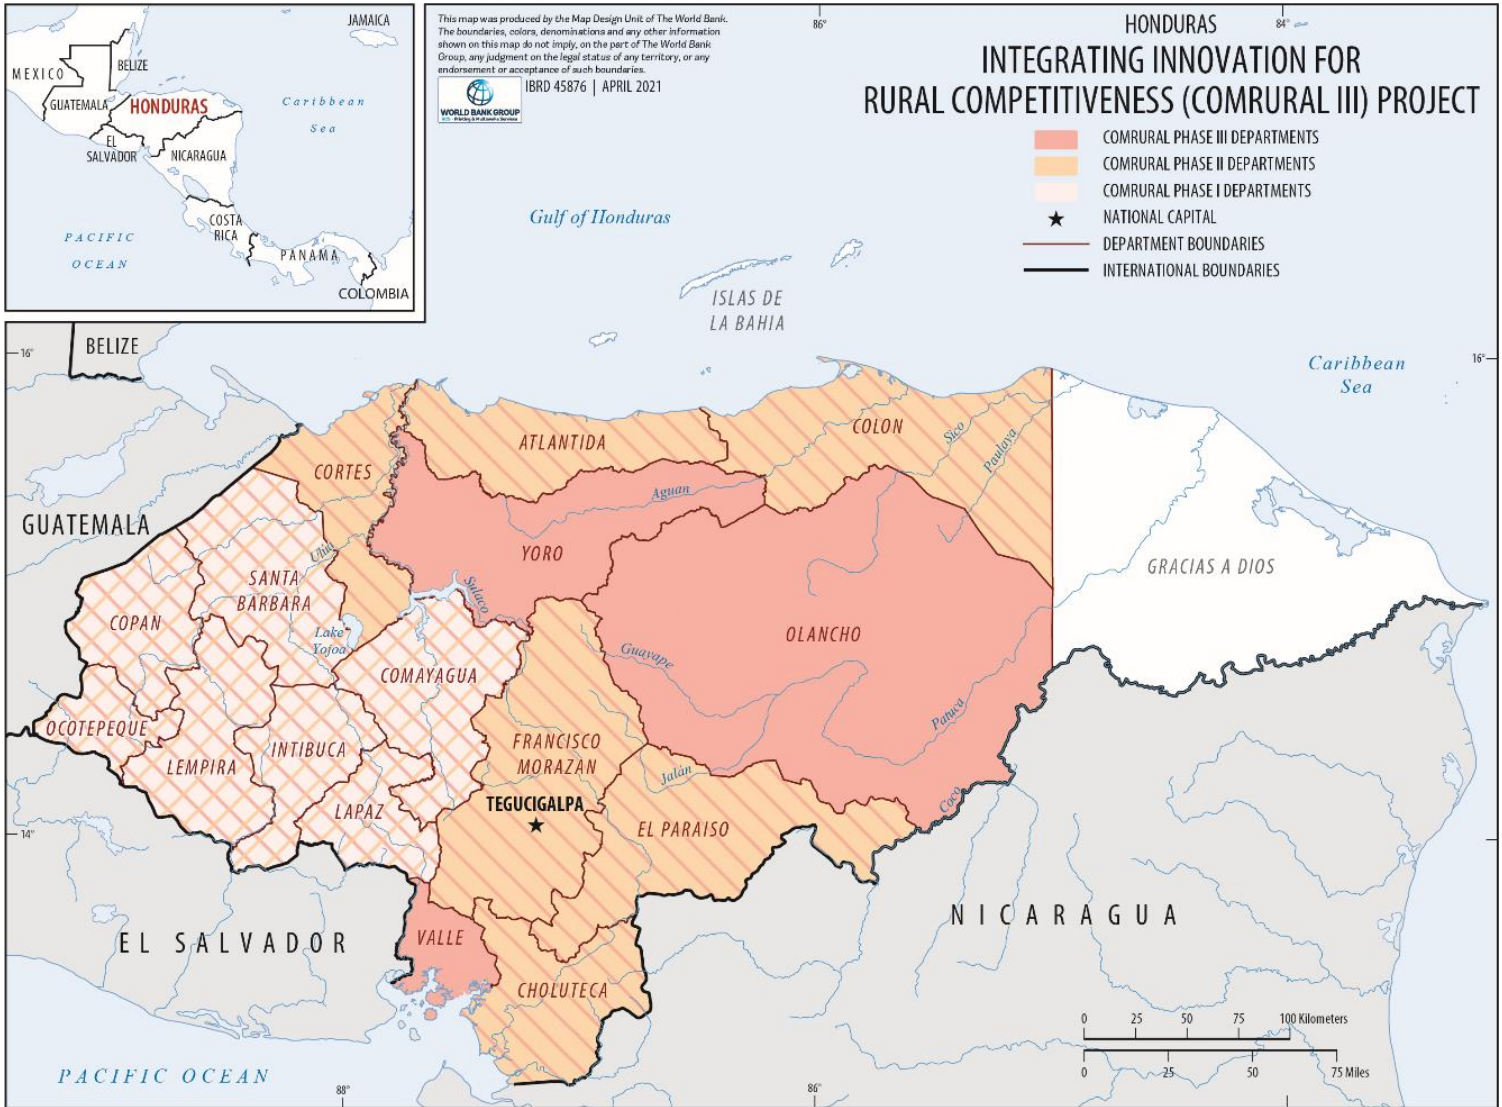 JAMAICA
BELIZE
MEXICO
GUATEMALA
HONDURAS
Caribbean
Sea
EL
SALVADOR
NICARAGUA
COSTA
RICA
PACIFIC
OCEAN
PANAMA
COLOMBIA
This map was produced by the Map Design Unit of The World Bank.
The boundaries, colors, denominations and any other information
shown on this map do not imply, on the part of The World Bank
Group, any judgment on the legal status of any territory, or any
endorsement or acceptance of such boundaries.
WORLD BANK GROUP
IBRD 45876 | APRIL 2021
86°
84°
HONDURAS
INTEGRATING INNOVATION FOR
RURAL COMPETITIVENESS (COMRURAL III) PROJECT
COMRURAL PHASE III DEPARTMENTS
COMRURAL PHASE II DEPARTMENTS
COMRURAL PHASE I DEPARTMENTS
NATIONAL CAPITAL
DEPARTMENT BOUNDARIES
INTERNATIONAL BOUNDARIES
Gulf of Honduras
ISLAS DE
LA BAHIA
16°
BELIZE
16°
Caribbean
Sea
ATLANTIDA
COLON
Sico
Paulaya
CORTES
Aguan
GUATEMALA
YORO
Ulúa
GRACIAS A DIOS
SANTA
BARBARA
Sulaco
COPAN
Lake
Yojoa
OLANCHO
Guayape
COMAYAGUA
Patuca
OCOTEPEQUE
INTIBUCA
LEMPIRA
FRANCISCO
MORAZAN
Jalán
TEGUCIGALPA
LAPAZ
Coco
14°
EL PARAISO
NICARAGUA
EL SALVADOR
VALLE
CHOLUTECA
0 25 50 75 100 Kilometers
0 25 50 75 Miles
PACIFIC OCEAN
88°
86°